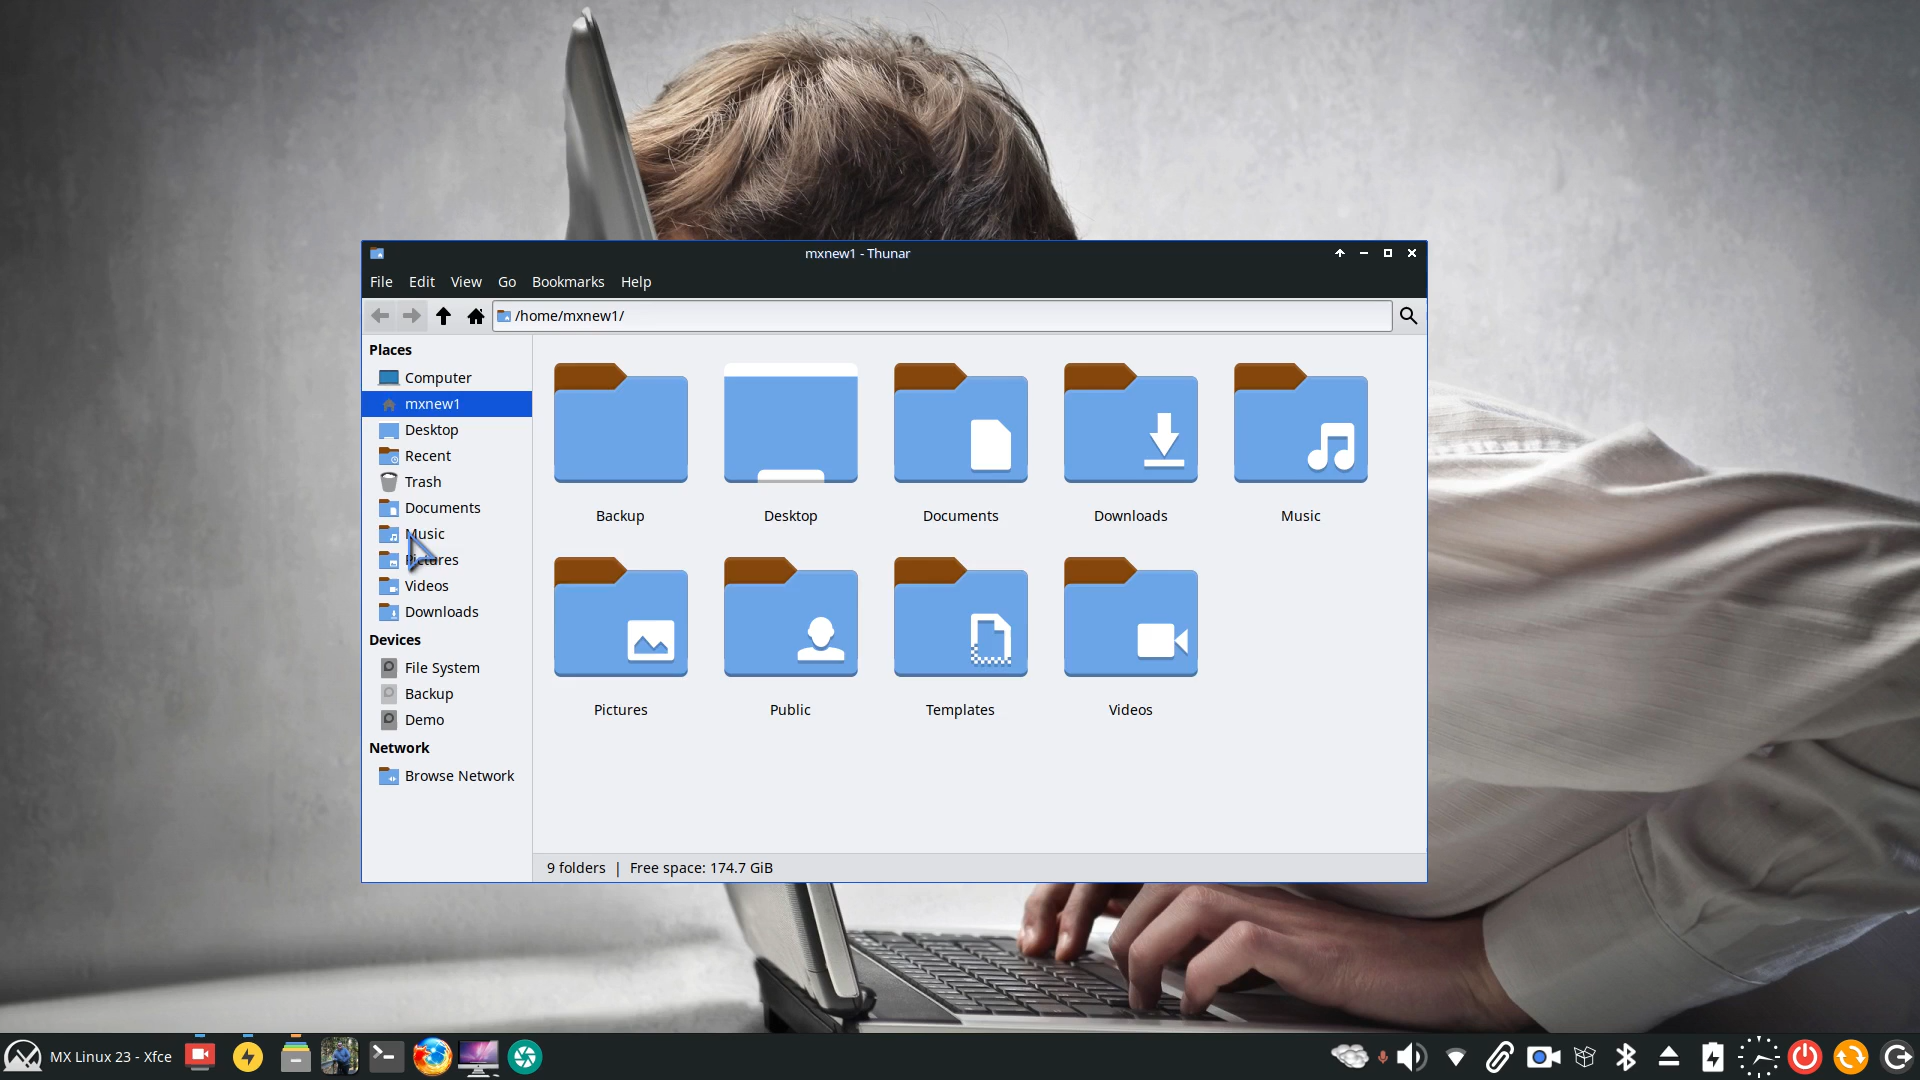 mxnew1 - Thunar
File Edit View Go Bookmarks Help
/home/mxnew1/
Places
Computer
mxnew1
Desktop
Recent
Trash
Documents
Music
Pictures
Videos
Downloads
Devices
File System
Backup
Demo
Network
Browse Network
Backup Desktop Documents Downloads Music
Pictures Public Templates Videos
9 folders | Free space: 174.7 GiB
MX Linux 23 - Xfce